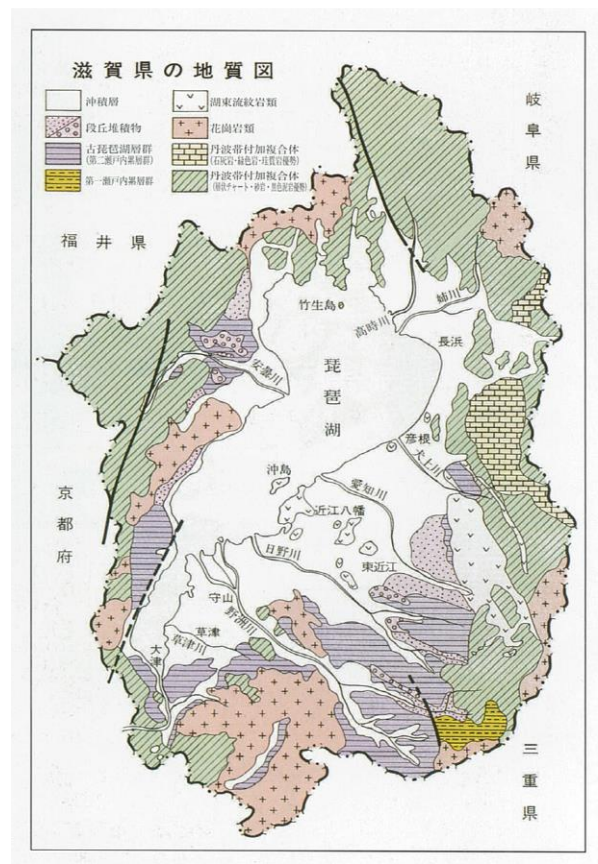 滋賀県の地質図
沖積層
湖東流紋岩類
段丘堆積物
花崗岩類
古琵琶湖層群
(第二瀬戸内累層群)
丹波帯付加複合体
(石灰岩・緑色岩・珪質岩優勢)
第一瀬戸内累層群
丹波帯付加複合体
(層状チャート・砂岩・黒色泥岩優勢)
岐阜県
福井県
竹生島
姉川
高時川
長浜
安曇川
琵琶湖
彦根
犬上川
沖島
愛知川
近江八幡
京都府
日野川
東近江
守山
野洲川
草津
草津川
大津
三重県